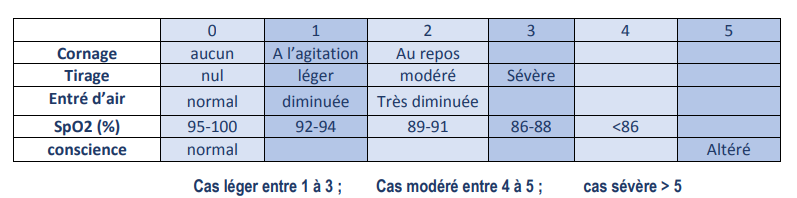 0 1 2 3 4 5
Cornage aucun A l'agitation Au repos
Tirage nul léger modéré Sévère
Entré d'air normal diminuée Très diminuée
SpO2 (%) 95-100 92-94 89-91 86-88 <86
conscience normal Altéré
Cas léger entre 1 à 3 ; Cas modéré entre 4 à 5 ; cas sévère > 5